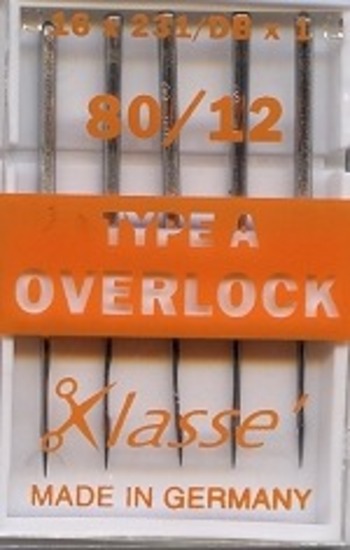 16 x 231/DB x 1
80/12
TYPE A
OVERLOCK
Klasse'
MADE IN GERMANY